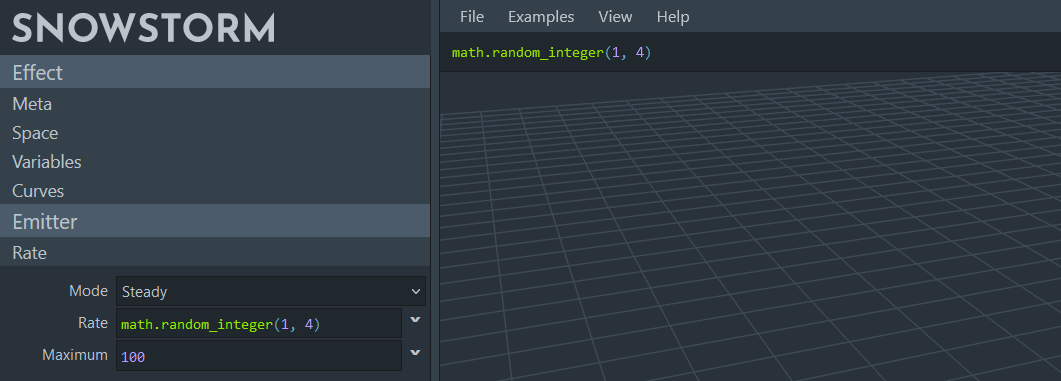 SNOWSTORM
File Examples View Help
math.random_integer(1, 4)
Effect
Meta
Space
Variables
Curves
Emitter
Rate
Mode Steady
Rate math.random_integer(1, 4)
Maximum 100